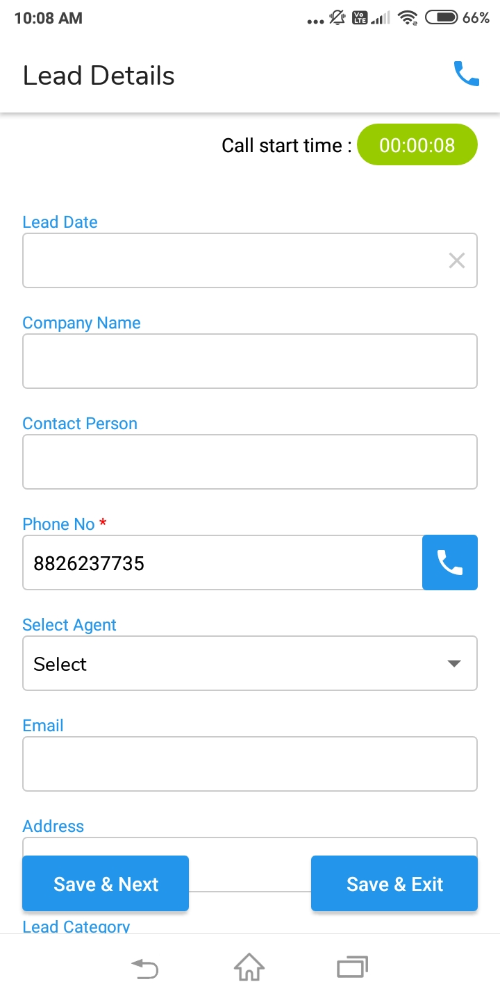 10:08 AM
Vo
LTE
66%
Lead Details
Call start time : 00:00:08
Lead Date
Company Name
Contact Person
Phone No *
8826237735
Select Agent
Select
Email
Address
Save & Next
Save & Exit
Lead Category